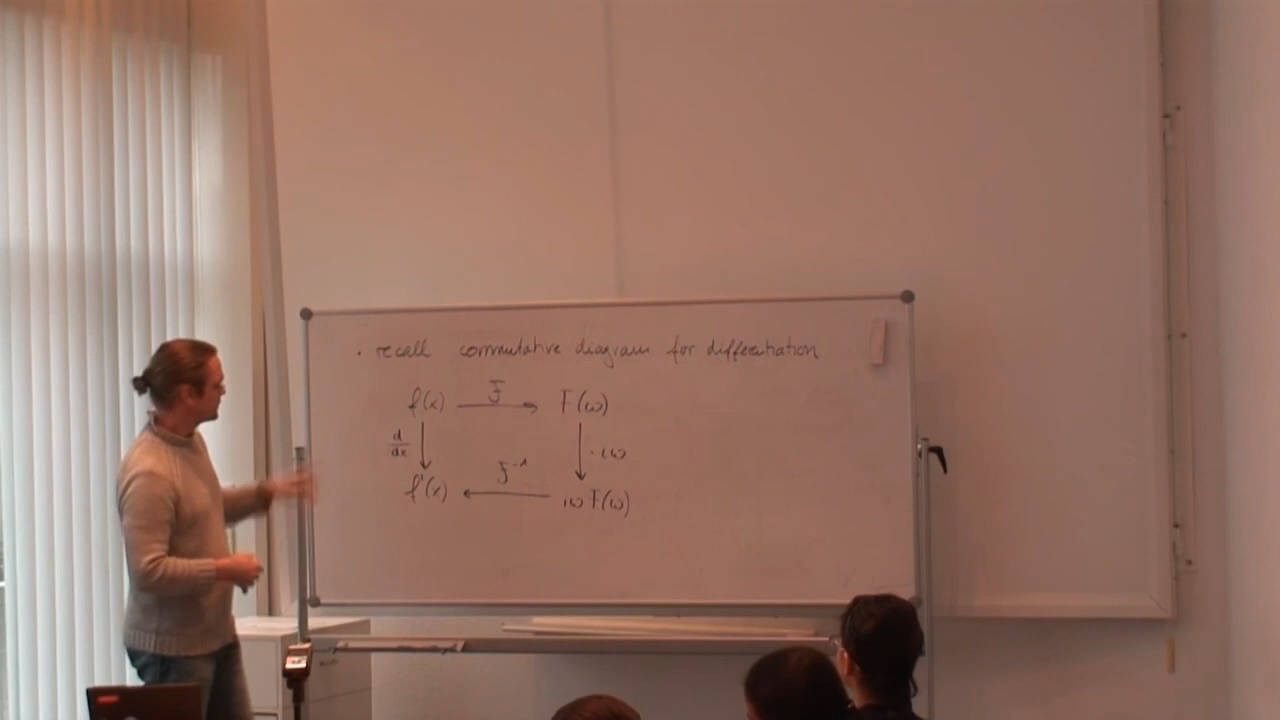 · recall commutative diagram for differentiation
f(x) → F(ω)
F
d/dx ↓ ↓ · iω
F⁻¹
f'(x) ← iω F(ω)